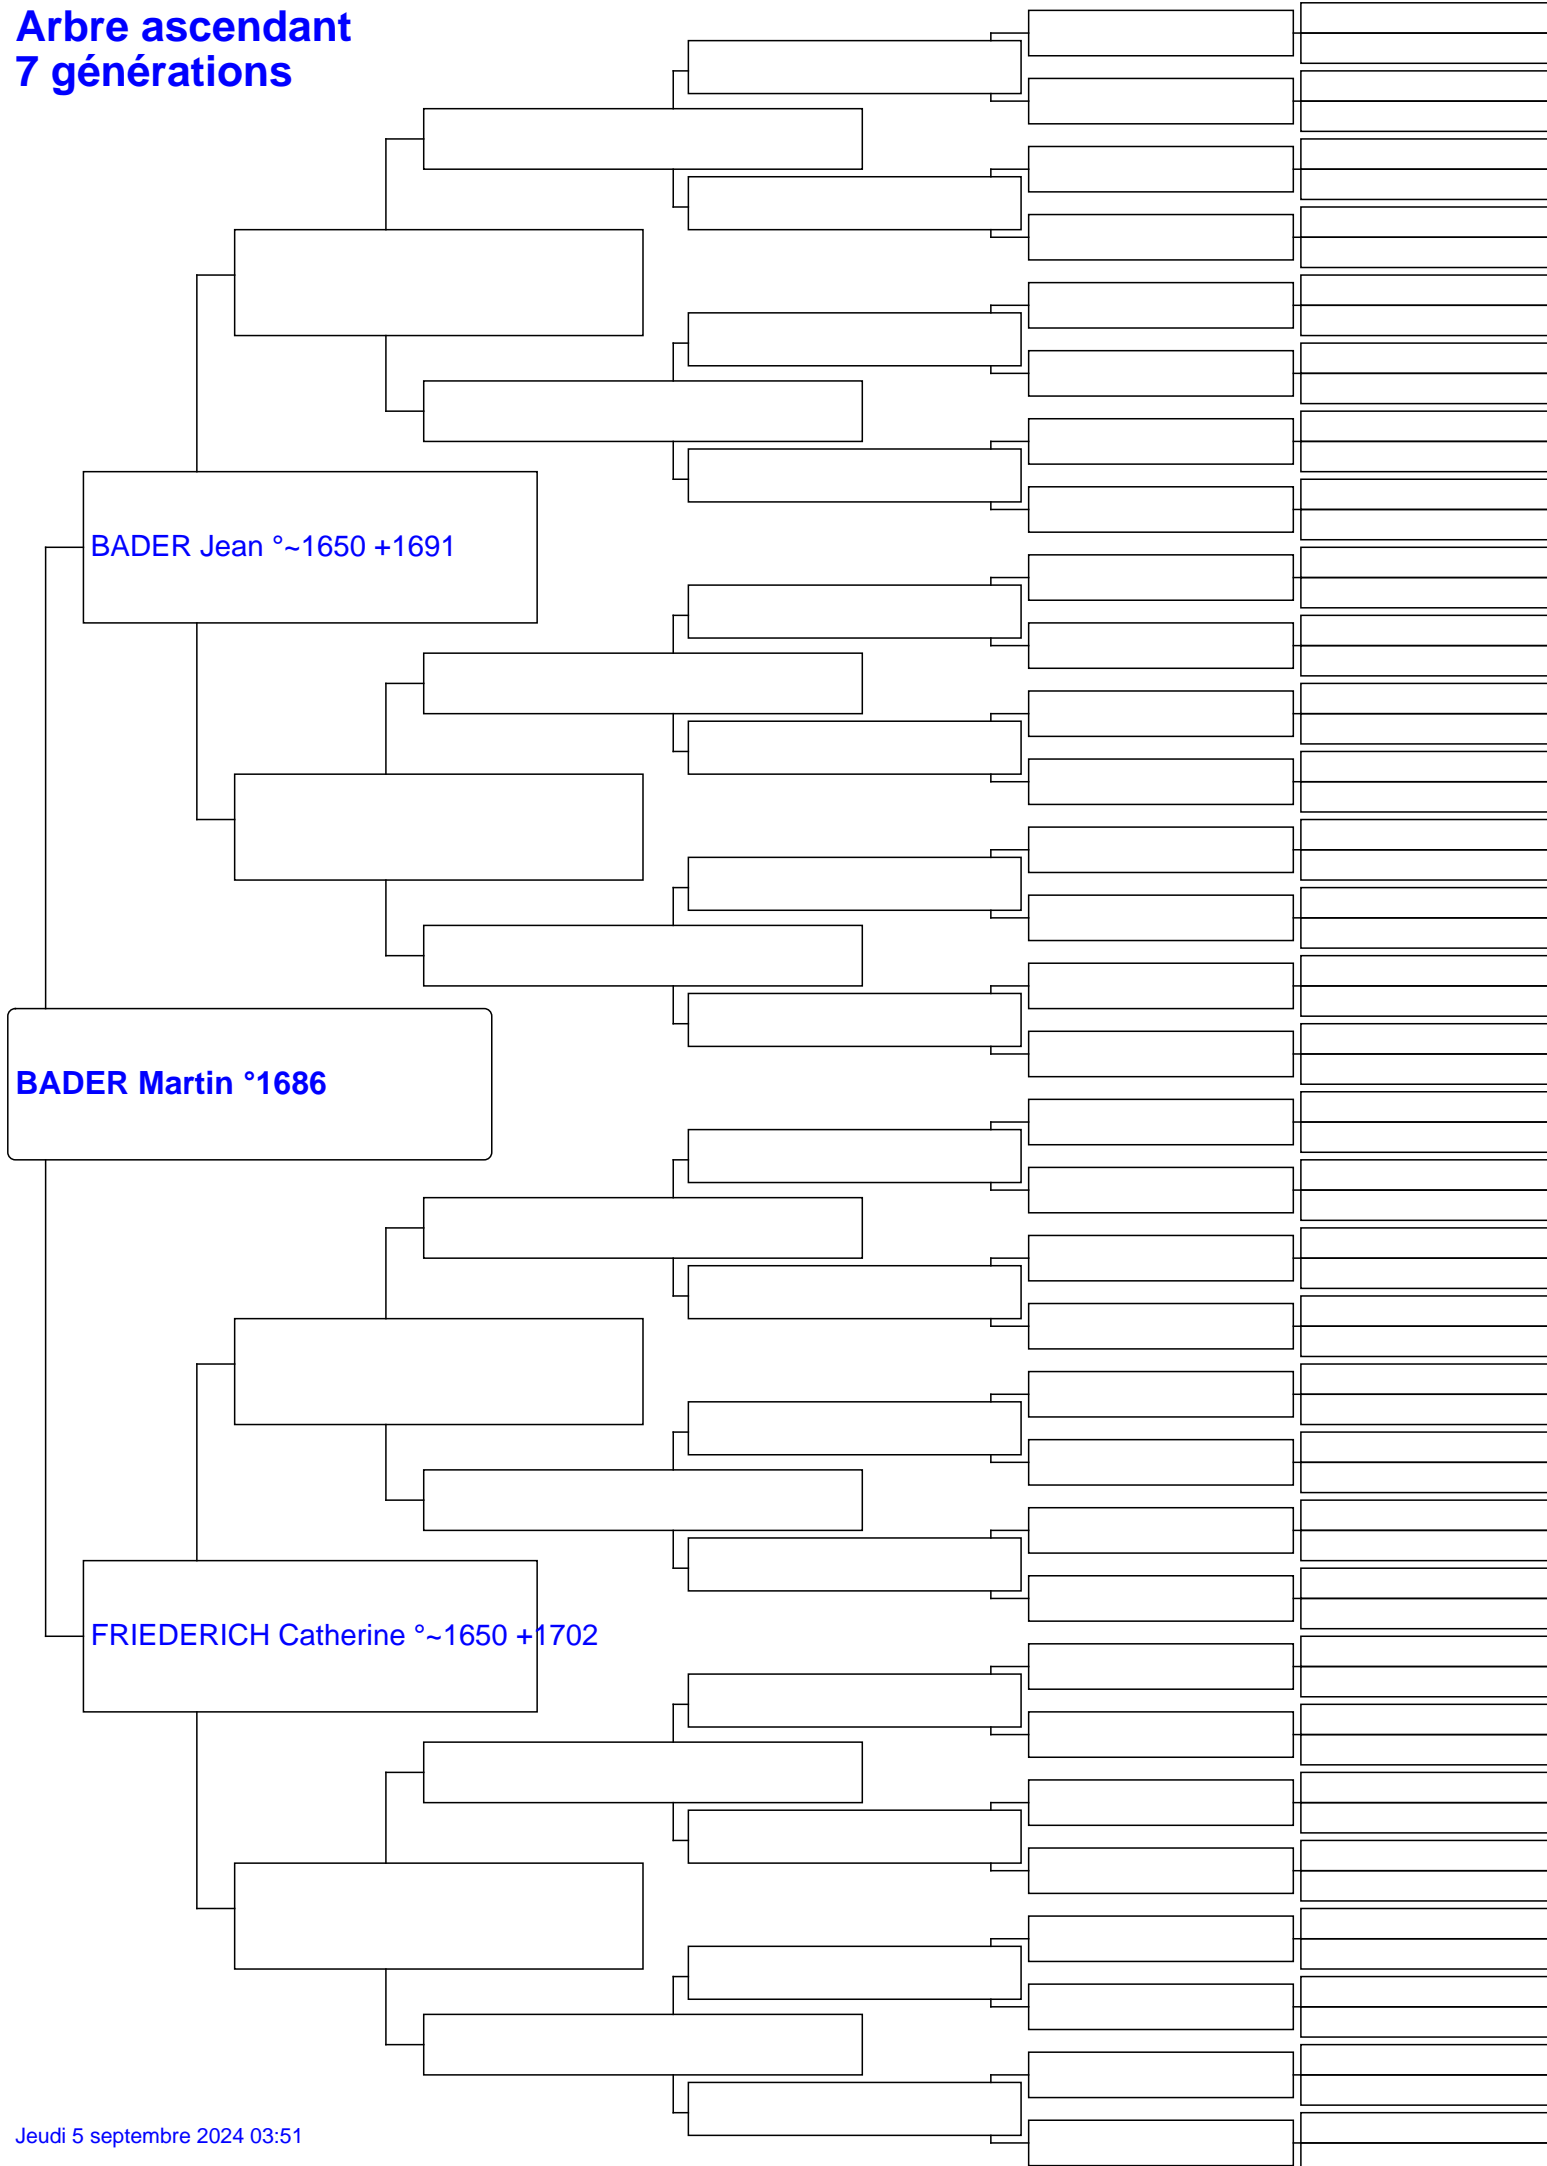 Arbre ascendant
7 générations
BADER Jean °~1650 +1691
BADER Martin °1686
FRIEDERICH Catherine °~1650 +1702
Jeudi 5 septembre 2024 03:51